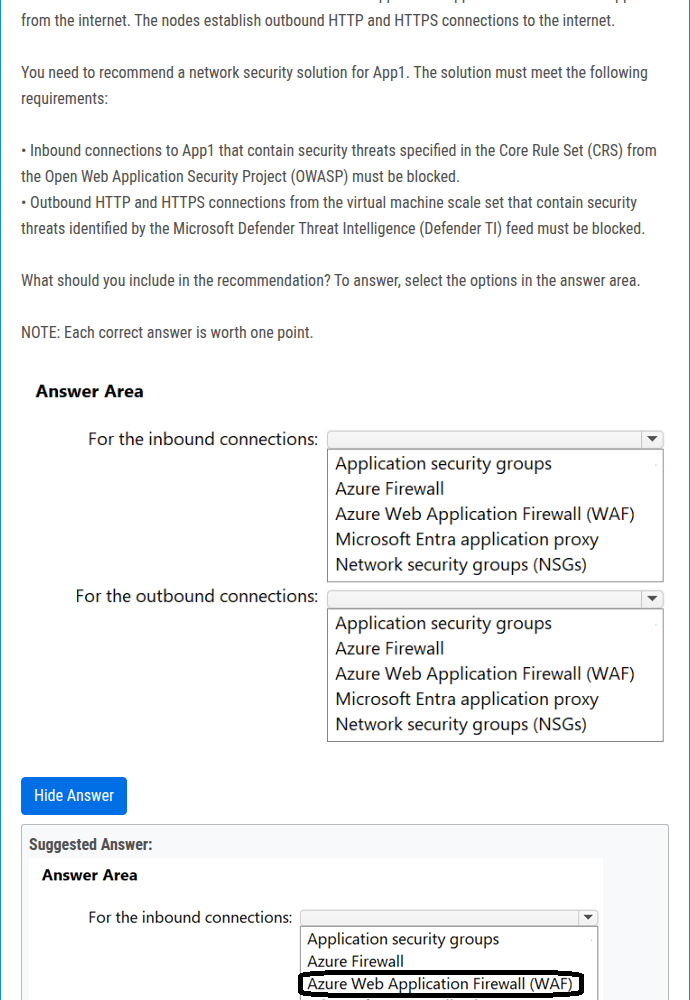 from the internet. The nodes establish outbound HTTP and HTTPS connections to the internet.
You need to recommend a network security solution for App1. The solution must meet the following
requirements:
• Inbound connections to App1 that contain security threats specified in the Core Rule Set (CRS) from
the Open Web Application Security Project (OWASP) must be blocked.
• Outbound HTTP and HTTPS connections from the virtual machine scale set that contain security
threats identified by the Microsoft Defender Threat Intelligence (Defender TI) feed must be blocked.
What should you include in the recommendation? To answer, select the options in the answer area.
NOTE: Each correct answer is worth one point.
Answer Area
For the inbound connections:
Application security groups
Azure Firewall
Azure Web Application Firewall (WAF)
Microsoft Entra application proxy
Network security groups (NSGs)
For the outbound connections:
Application security groups
Azure Firewall
Azure Web Application Firewall (WAF)
Microsoft Entra application proxy
Network security groups (NSGs)
Hide Answer
Suggested Answer:
Answer Area
For the inbound connections:
Application security groups
Azure Firewall
Azure Web Application Firewall (WAF)